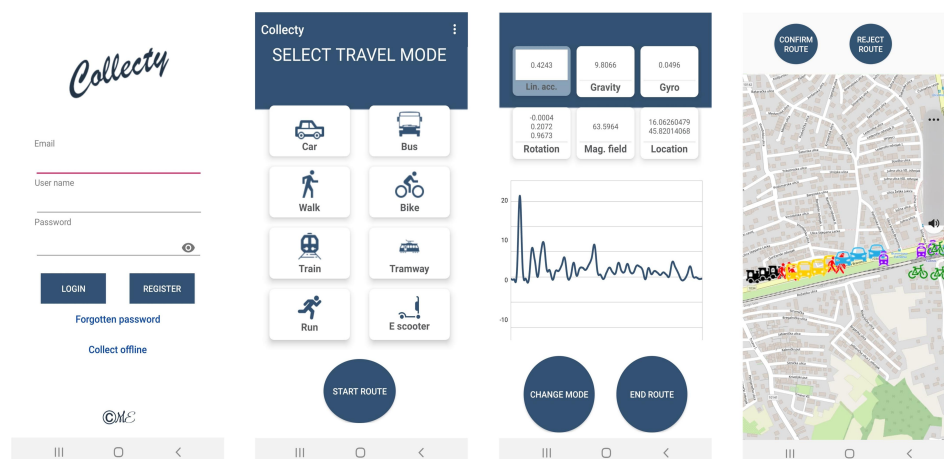 Collecty
Email
User name
Password
LOGIN
REGISTER
Forgotten password
Collect offline
©ME
Collecty
SELECT TRAVEL MODE
Car
Bus
Walk
Bike
Train
Tramway
Run
E scooter
START ROUTE
0.4243
9.8066
0.0496
Lin. acc.
Gravity
Gyro
-0.0004
0.2072
0.9673
63.5964
16.06260479
45.82014068
Rotation
Mag. field
Location
20
10
0
-10
CHANGE MODE
END ROUTE
CONFIRM
ROUTE
REJECT
ROUTE